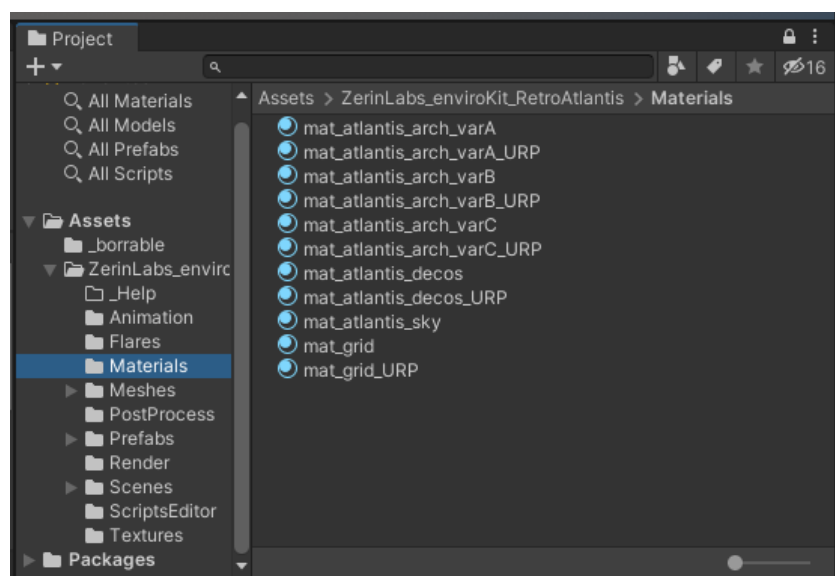 Project
16
All Materials
All Models
All Prefabs
All Scripts
Assets
_borrable
ZerinLabs_enviro
_Help
Animation
Flares
Materials
Meshes
PostProcess
Prefabs
Render
Scenes
ScriptsEditor
Textures
Packages
Assets > ZerinLabs_enviroKit_RetroAtlantis > Materials
mat_atlantis_arch_varA
mat_atlantis_arch_varA_URP
mat_atlantis_arch_varB
mat_atlantis_arch_varB_URP
mat_atlantis_arch_varC
mat_atlantis_arch_varC_URP
mat_atlantis_decos
mat_atlantis_decos_URP
mat_atlantis_sky
mat_grid
mat_grid_URP